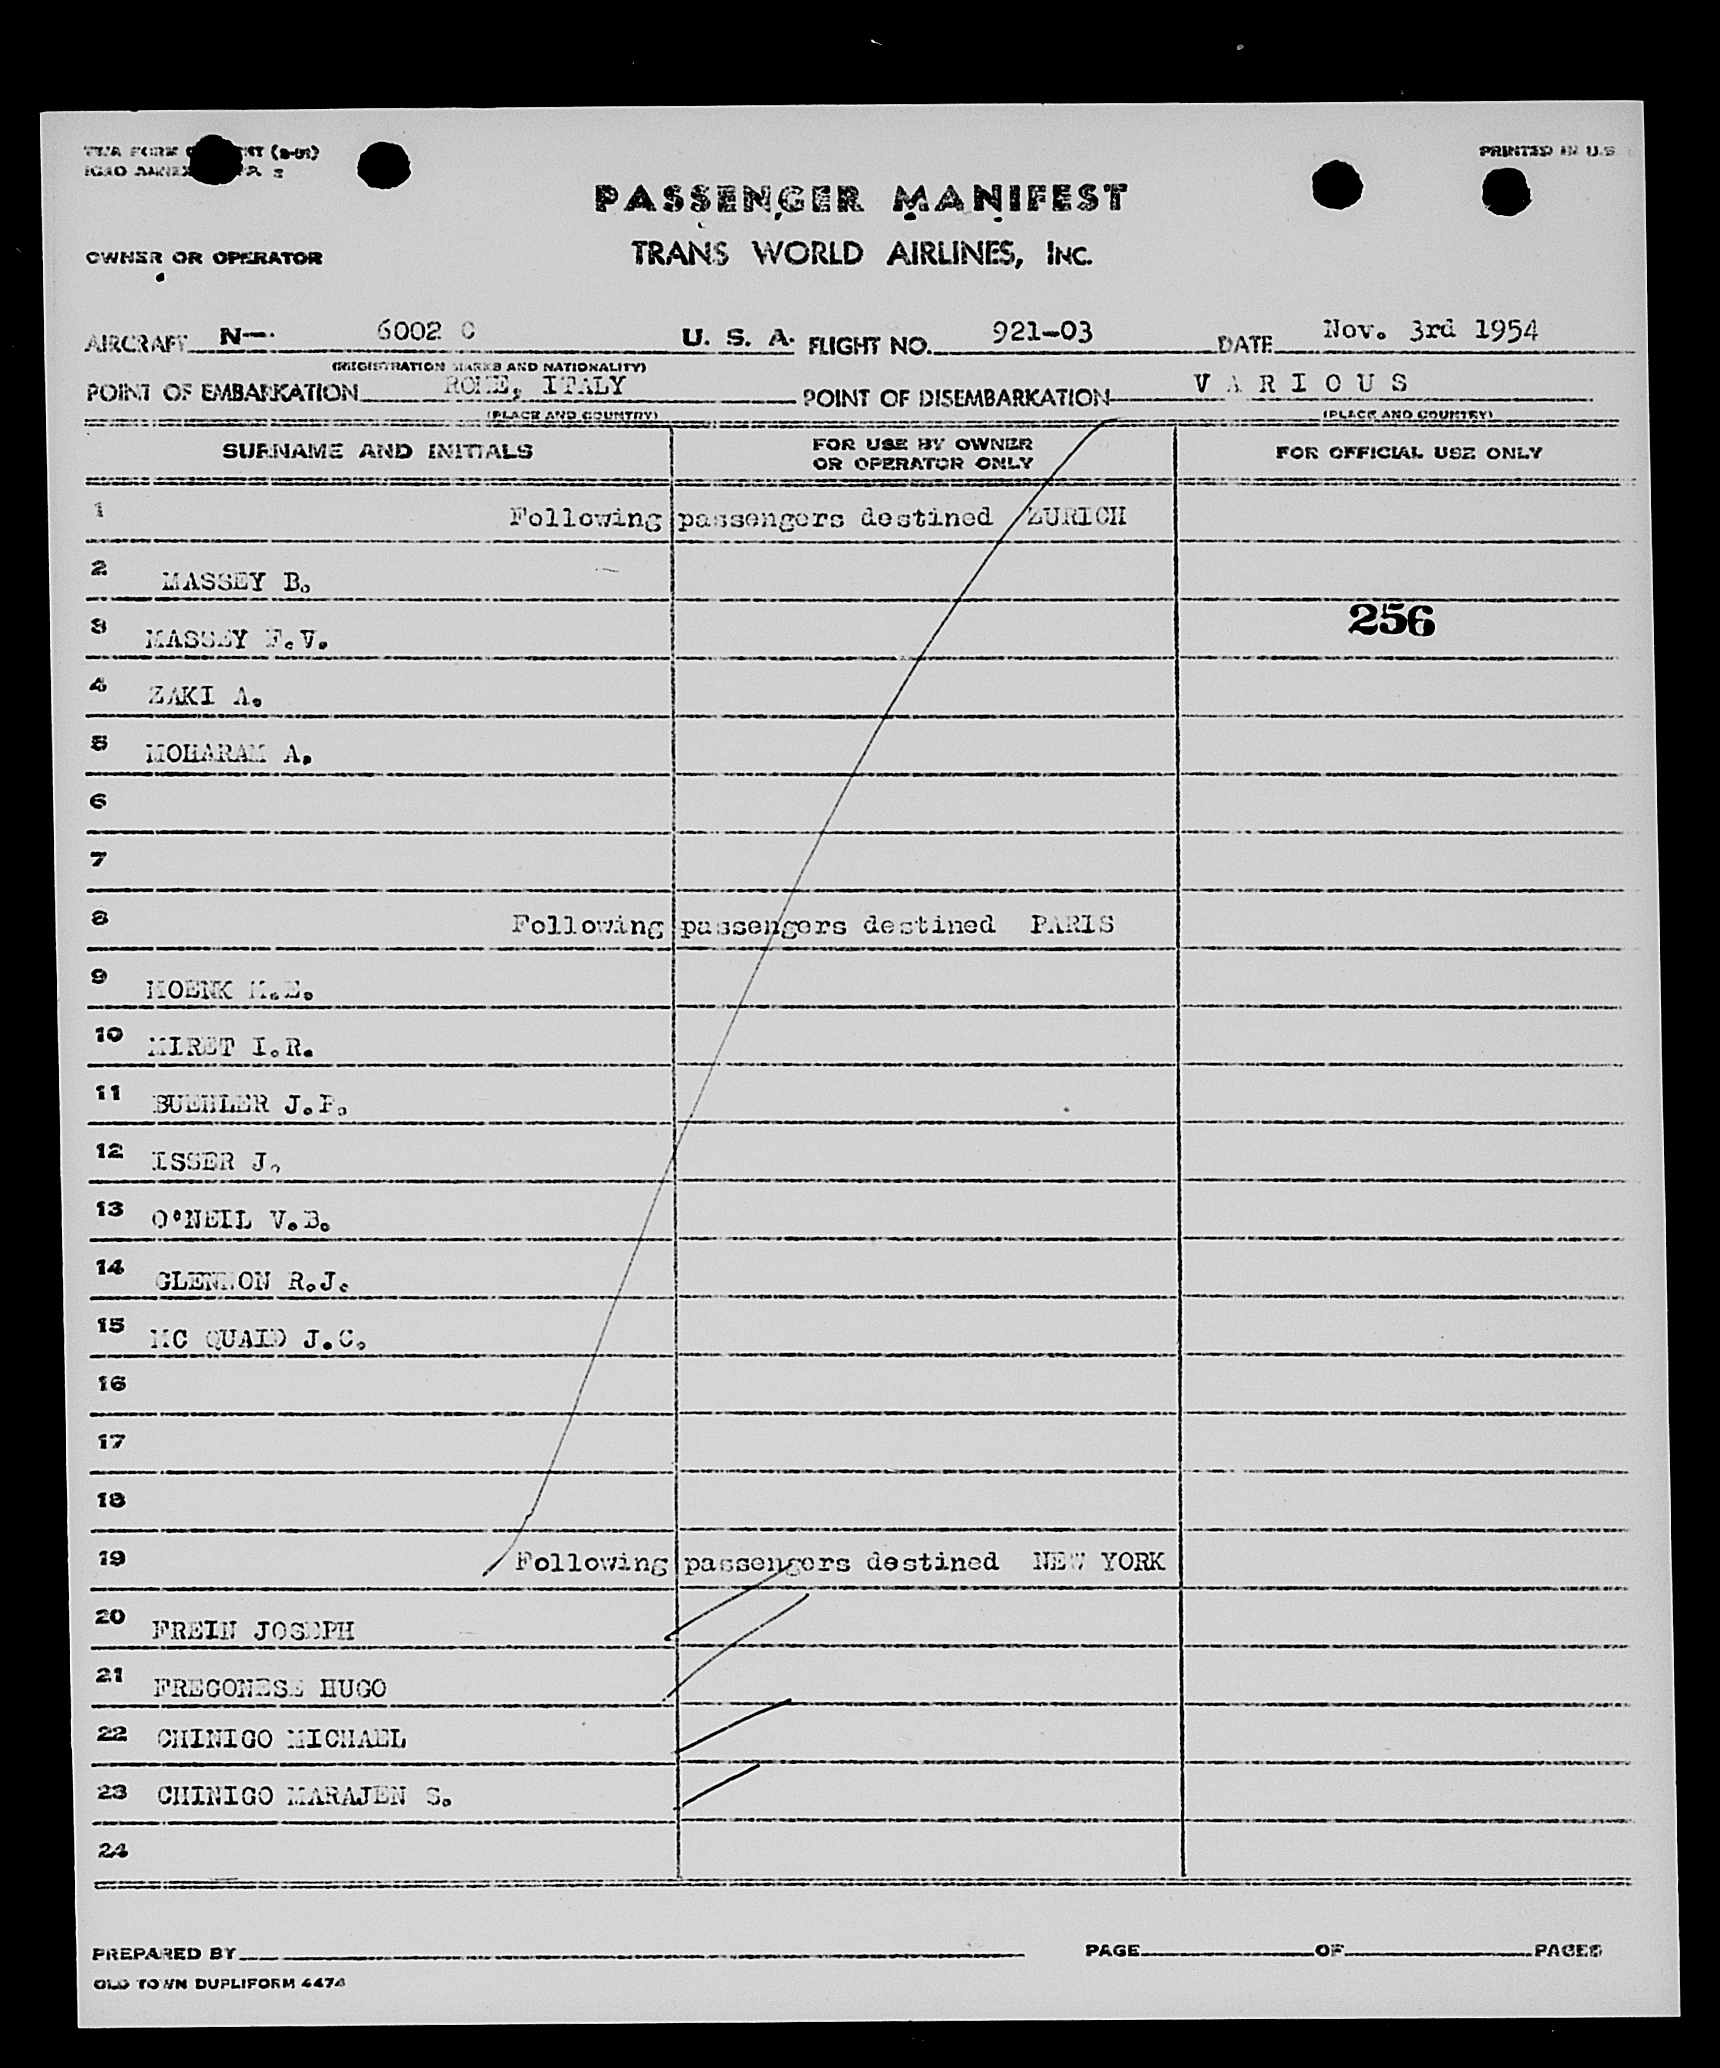 PRINTED IN U.S
PASSENGER MANIFEST
TRANS WORLD AIRLINES, INC.
OWNER OR OPERATOR
AIRCRAFT N— 6002 C U. S. A. FLIGHT NO. 921-03 DATE Nov. 3rd 1954
(REGISTRATION MARKS AND NATIONALITY)
POINT OF EMBARKATION ROME, ITALY POINT OF DISEMBARKATION V A R I O U S
(PLACE AND COUNTRY) (PLACE AND COUNTRY)
SURNAME AND INITIALS FOR USE BY OWNER OR OPERATOR ONLY FOR OFFICIAL USE ONLY
1 Following passengers destined ZURICH
2 MASSEY B.
256
3 MASSEY F.V.
4 ZAKI A.
5 MOHARAM A.
6
7
8 Following passengers destined PARIS
9 MOENK M.E.
10 MIRET I.R.
11 BUEHLER J.P.
12 ISSER J.
13 O'NEIL V.B.
14 GLENNON R.J.
15 MC QUAID J.C.
16
17
18
19 Following passengers destined NEW YORK
20 FREIN JOSEPH
21 FREGONESE HUGO
22 CHINIGO MICHAEL
23 CHINIGO MARAJEN S.
24
PREPARED BY PAGE OF PAGES
OLD TOWN DUPLIFORM 4474